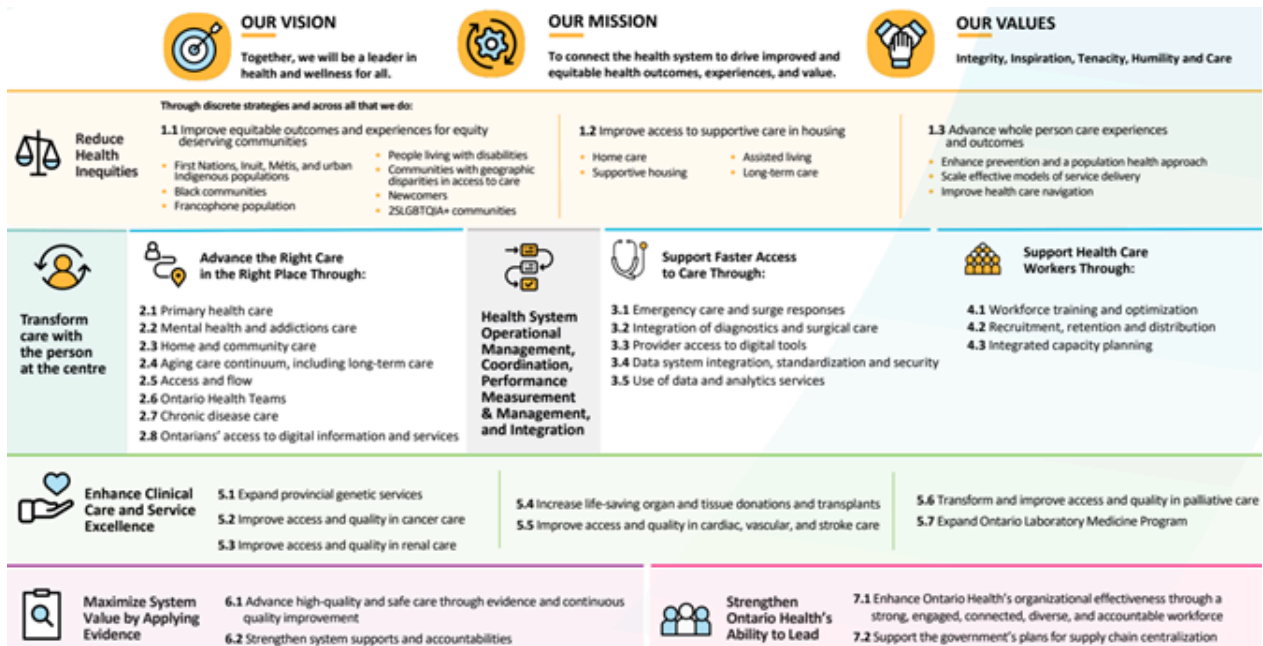 OUR VISION
Together, we will be a leader in
health and wellness for all.
OUR MISSION
To connect the health system to drive improved and
equitable health outcomes, experiences, and value.
OUR VALUES
Integrity, Inspiration, Tenacity, Humility and Care
Reduce
Health
Inequities
Through discrete strategies and across all that we do:
1.1 Improve equitable outcomes and experiences for equity
deserving communities
• First Nations, Inuit, Métis, and urban
Indigenous populations
• Black communities
• Francophone population
• People living with disabilities
• Communities with geographic
disparities in access to care
• Newcomers
• 2SLGBTQIA+ communities
1.2 Improve access to supportive care in housing
• Home care
• Supportive housing
• Assisted living
• Long-term care
1.3 Advance whole person care experiences
and outcomes
• Enhance prevention and a population health approach
• Scale effective models of service delivery
• Improve health care navigation
Transform
care with
the person
at the centre
Advance the Right Care
in the Right Place Through:
2.1 Primary health care
2.2 Mental health and addictions care
2.3 Home and community care
2.4 Aging care continuum, including long-term care
2.5 Access and flow
2.6 Ontario Health Teams
2.7 Chronic disease care
2.8 Ontarians' access to digital information and services
Health System
Operational
Management,
Coordination,
Performance
Measurement
& Management,
and Integration
Support Faster Access
to Care Through:
3.1 Emergency care and surge responses
3.2 Integration of diagnostics and surgical care
3.3 Provider access to digital tools
3.4 Data system integration, standardization and security
3.5 Use of data and analytics services
Support Health Care
Workers Through:
4.1 Workforce training and optimization
4.2 Recruitment, retention and distribution
4.3 Integrated capacity planning
Enhance Clinical
Care and Service
Excellence
5.1 Expand provincial genetic services
5.2 Improve access and quality in cancer care
5.3 Improve access and quality in renal care
5.4 Increase life-saving organ and tissue donations and transplants
5.5 Improve access and quality in cardiac, vascular, and stroke care
5.6 Transform and improve access and quality in palliative care
5.7 Expand Ontario Laboratory Medicine Program
Maximize System
Value by Applying
Evidence
6.1 Advance high-quality and safe care through evidence and continuous
quality improvement
6.2 Strengthen system supports and accountabilities
Strengthen
Ontario Health's
Ability to Lead
7.1 Enhance Ontario Health's organizational effectiveness through a
strong, engaged, connected, diverse, and accountable workforce
7.2 Support the government's plans for supply chain centralization